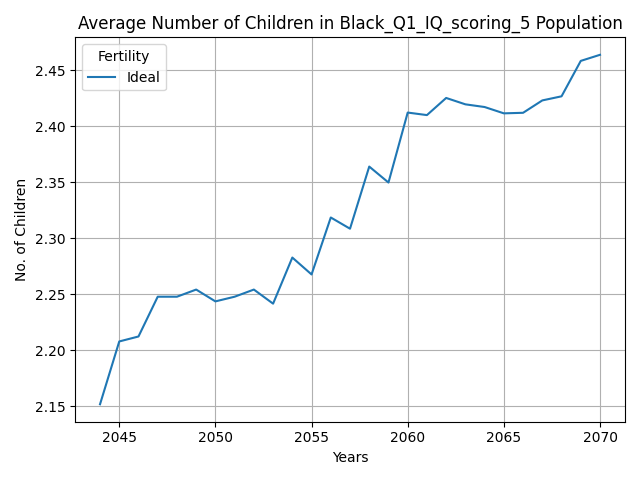 Average Number of Children in Black_Q1_IQ_scoring_5 Population
Fertility
Ideal
No. of Children
2.45
2.40
2.35
2.30
2.25
2.20
2.15
2045 2050 2055 2060 2065 2070
Years